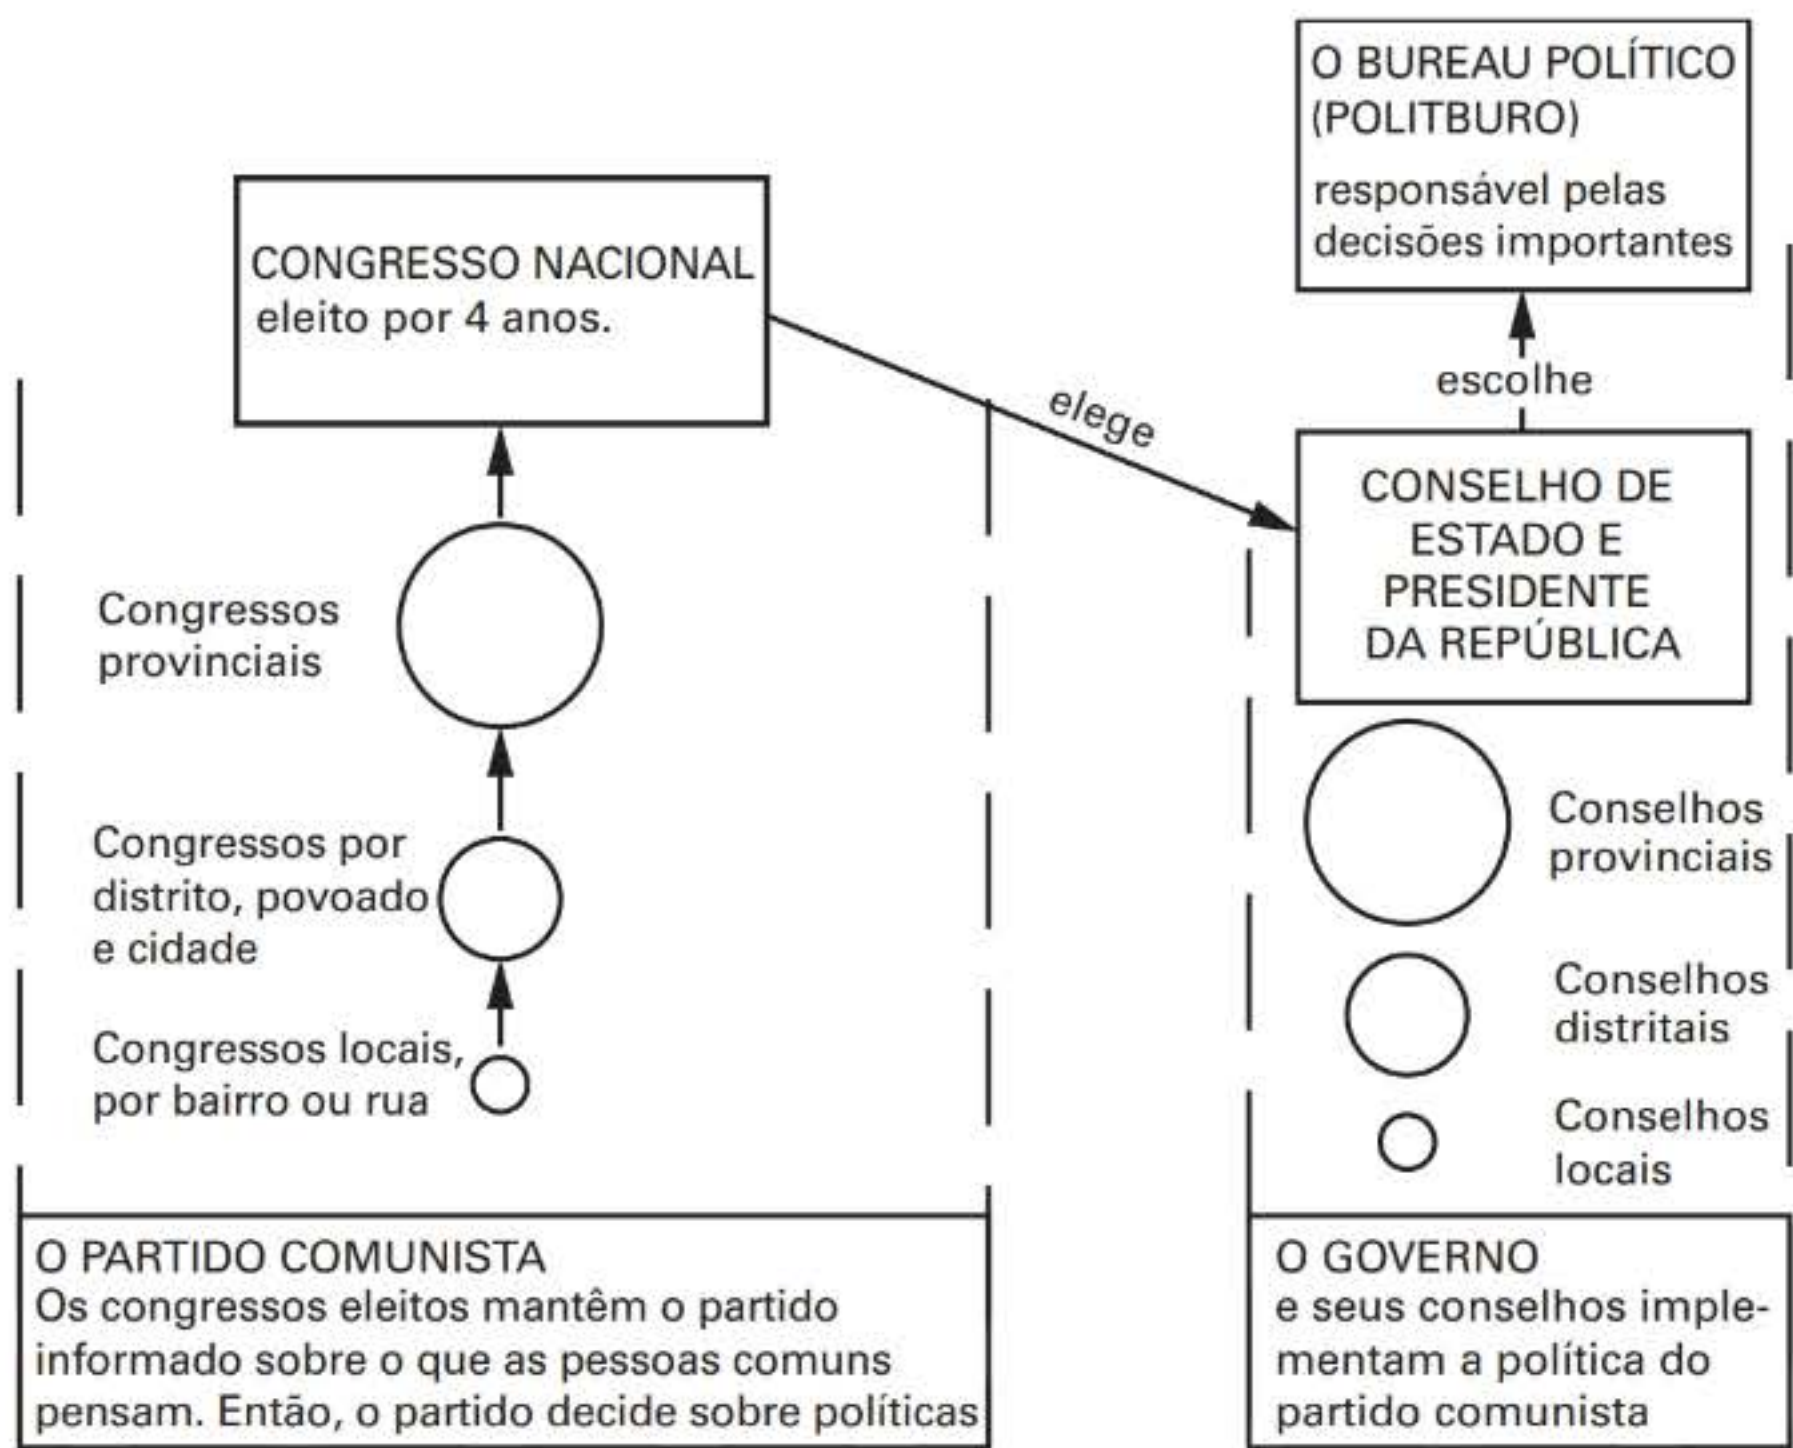 O BUREAU POLÍTICO
(POLITBURO)
responsável pelas
decisões importantes
CONGRESSO NACIONAL
eleito por 4 anos.
elege
escolhe
CONSELHO DE
ESTADO E
PRESIDENTE
DA REPÚBLICA
Congressos
provinciais
Conselhos
provinciais
Congressos por
distrito, povoado
e cidade
Conselhos
distritais
Congressos locais,
por bairro ou rua
Conselhos
locais
O PARTIDO COMUNISTA
Os congressos eleitos mantêm o partido
informado sobre o que as pessoas comuns
pensam. Então, o partido decide sobre políticas
O GOVERNO
e seus conselhos imple-
mentam a política do
partido comunista